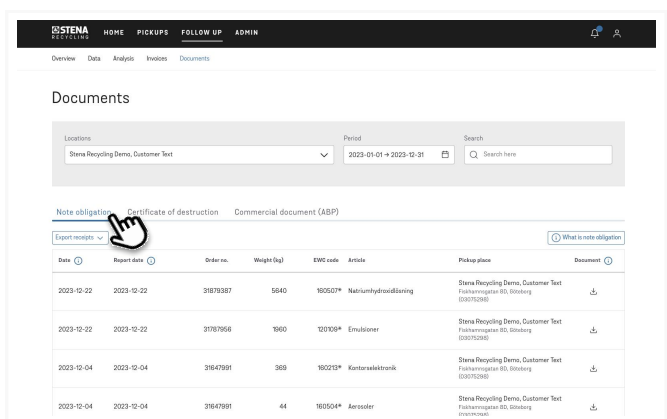 STENA
RECYCLING
HOME PICKUPS FOLLOW UP ADMIN
Overview Data Analysis Invoices Documents
Documents
Locations Period Search
Stena Recycling Demo, Customer Text 2023-01-01 → 2023-12-31 Search here
Note obligation Certificate of destruction Commercial document (ABP)
Export receipts What is note obligation
Date Report date Order no. Weight (kg) EWC code Article Pickup place Document
Stena Recycling Demo, Customer Text
2023-12-22 2023-12-22 31879387 5640 160507* Natriumhydroxidlösning Fiskhamnsgatan 8D, Göteborg
(03075298)
Stena Recycling Demo, Customer Text
2023-12-22 2023-12-22 31787956 1960 120109* Emulsioner Fiskhamnsgatan 8D, Göteborg
(03075298)
Stena Recycling Demo, Customer Text
2023-12-04 2023-12-04 31647991 369 160213* Kontorselektronik Fiskhamnsgatan 8D, Göteborg
(03075298)
Stena Recycling Demo, Customer Text
2023-12-04 2023-12-04 31647991 44 160504* Aerosoler Fiskhamnsgatan 8D, Göteborg
(03075298)